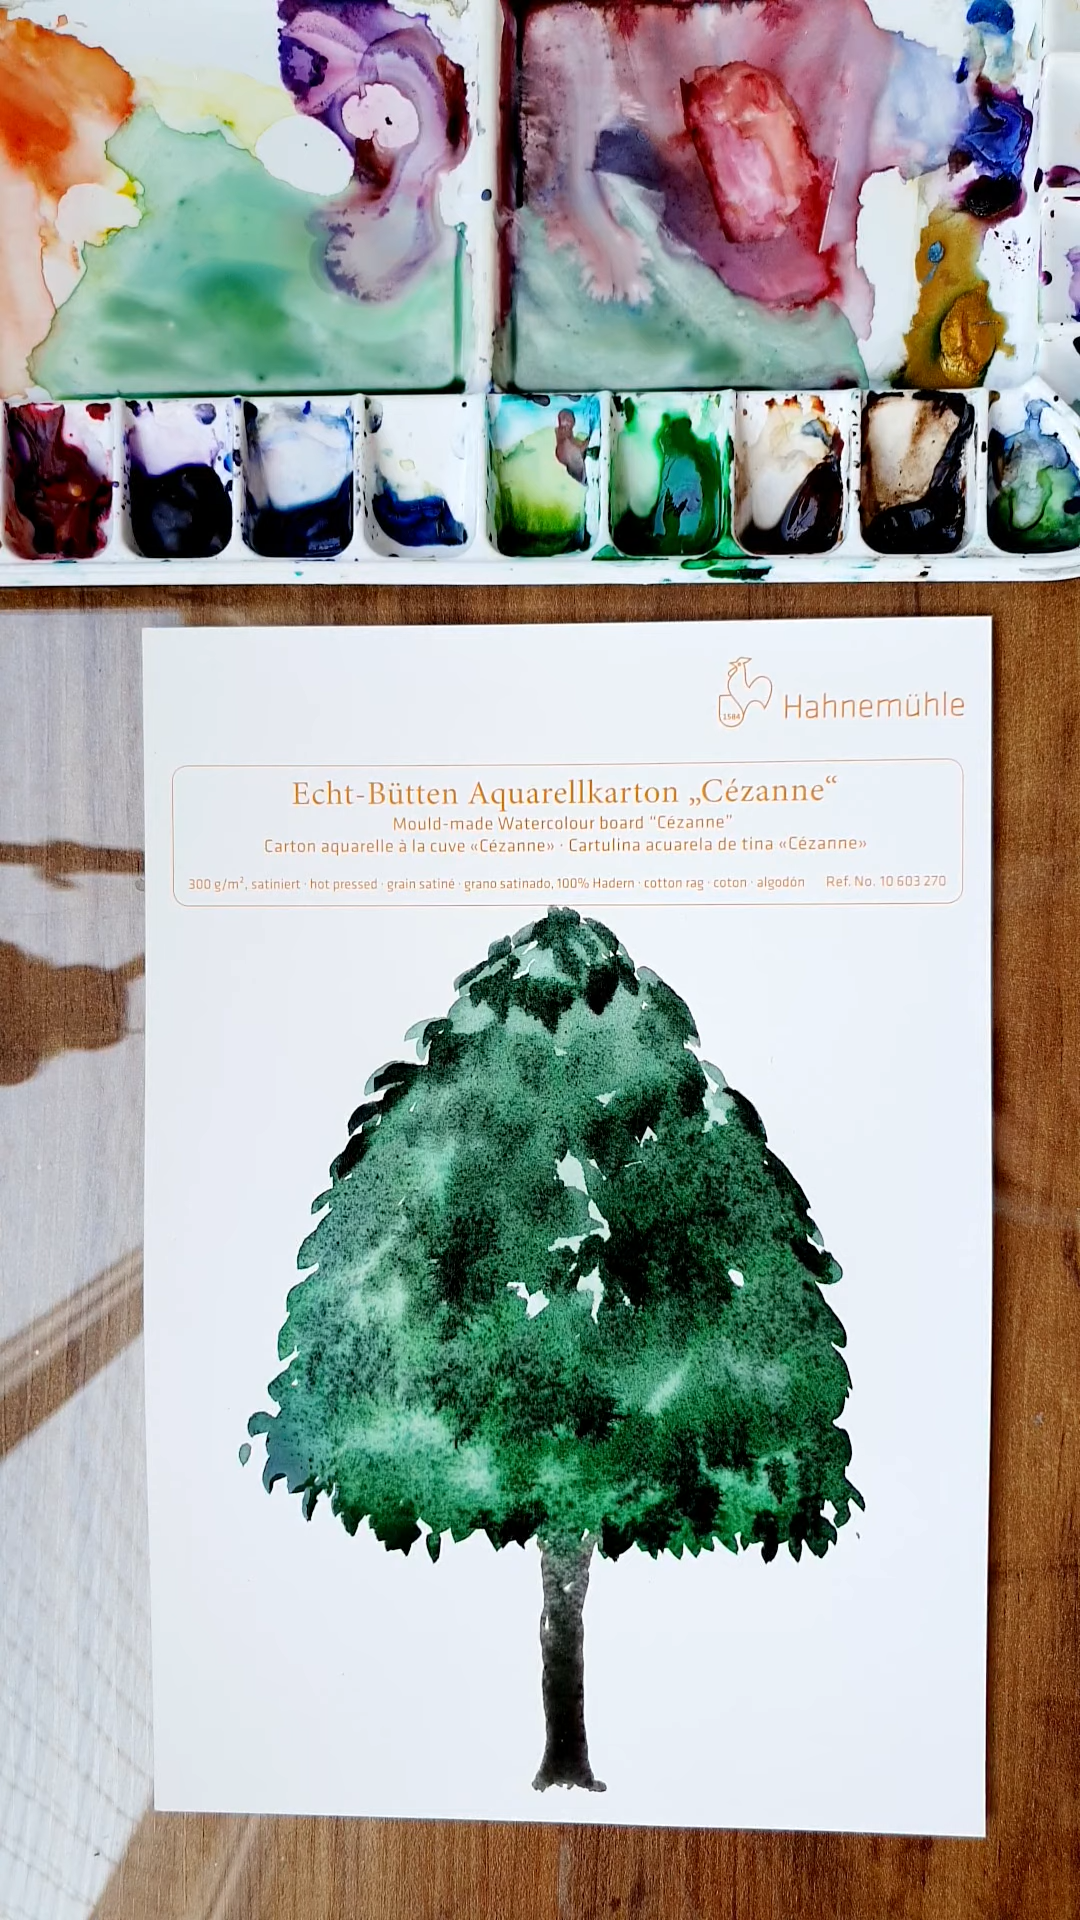 1584
Hahnemühle
Echt-Bütten Aquarellkarton „Cézanne“
Mould-made Watercolour board “Cézanne”
Carton aquarelle à la cuve «Cézanne» · Cartulina acuarela de tina «Cézanne»
300 g/m², satiniert · hot pressed · grain satiné · grano satinado, 100% Hadern · cotton rag · coton · algodón Ref. No. 10 603 270